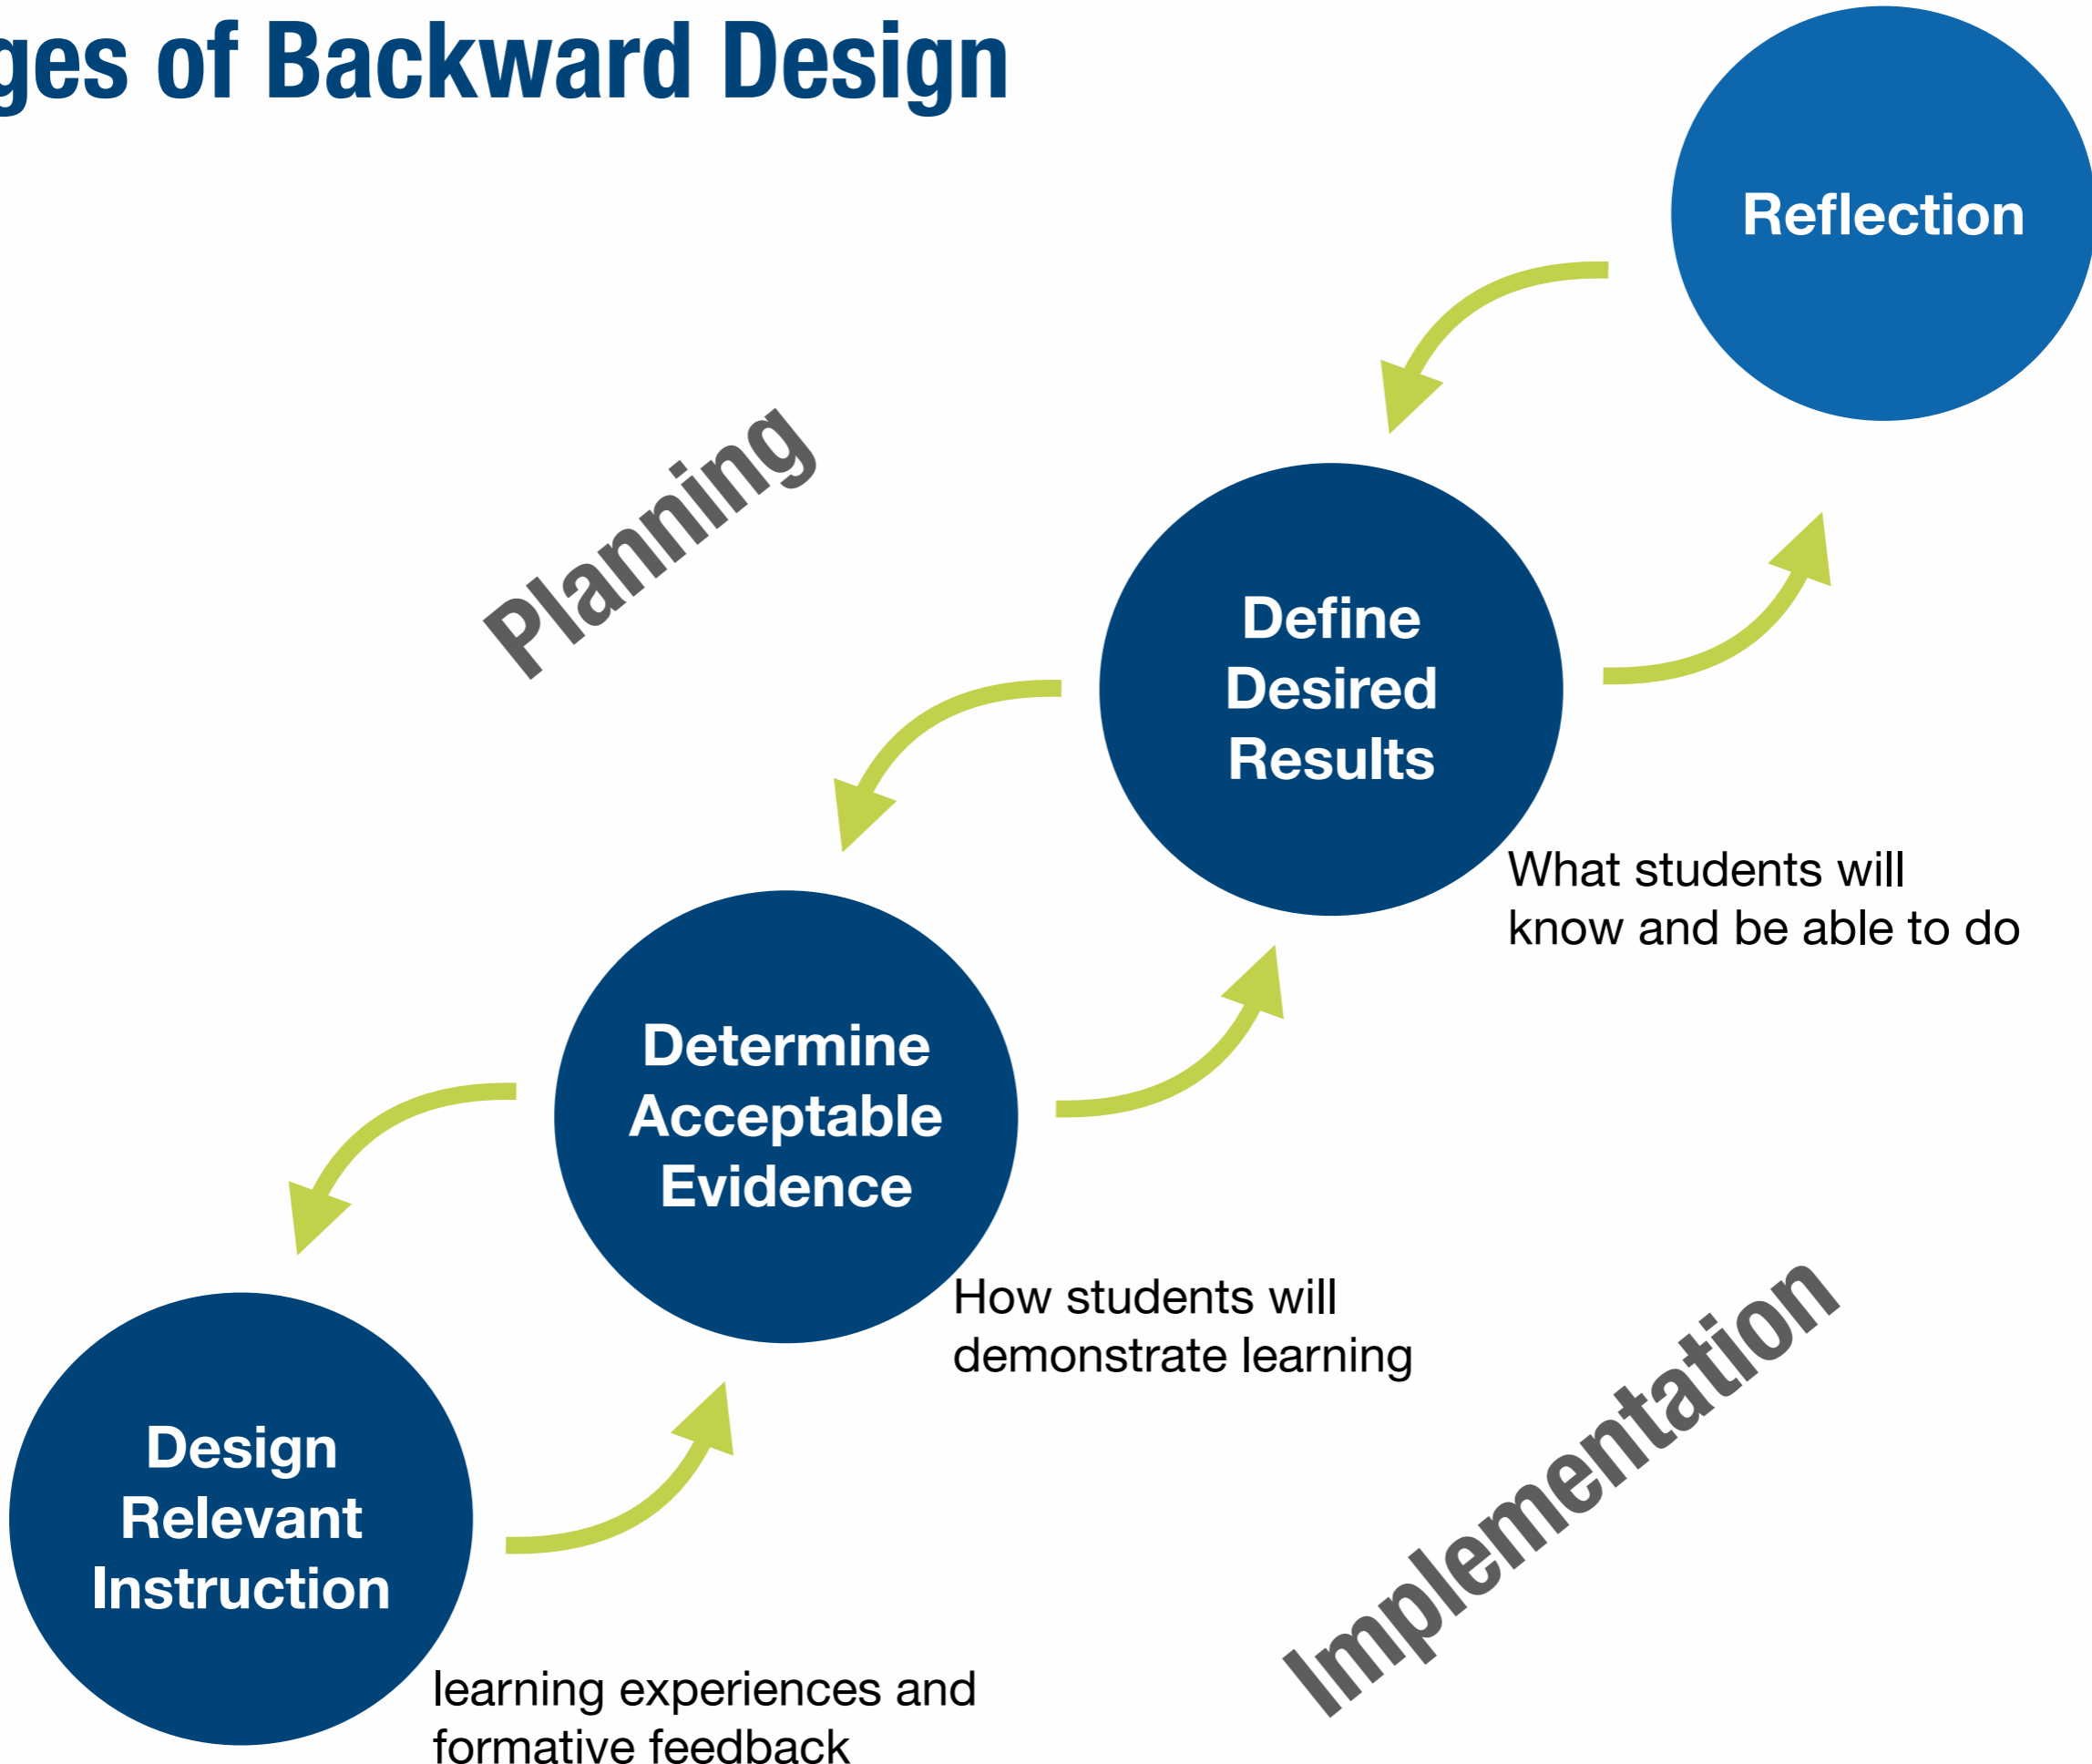 ges of Backward Design
Reflection
Planning
Define
Desired
Results
What students will
know and be able to do
Determine
Acceptable
Evidence
How students will
demonstrate learning
Implementation
Design
Relevant
Instruction
learning experiences and
formative feedback